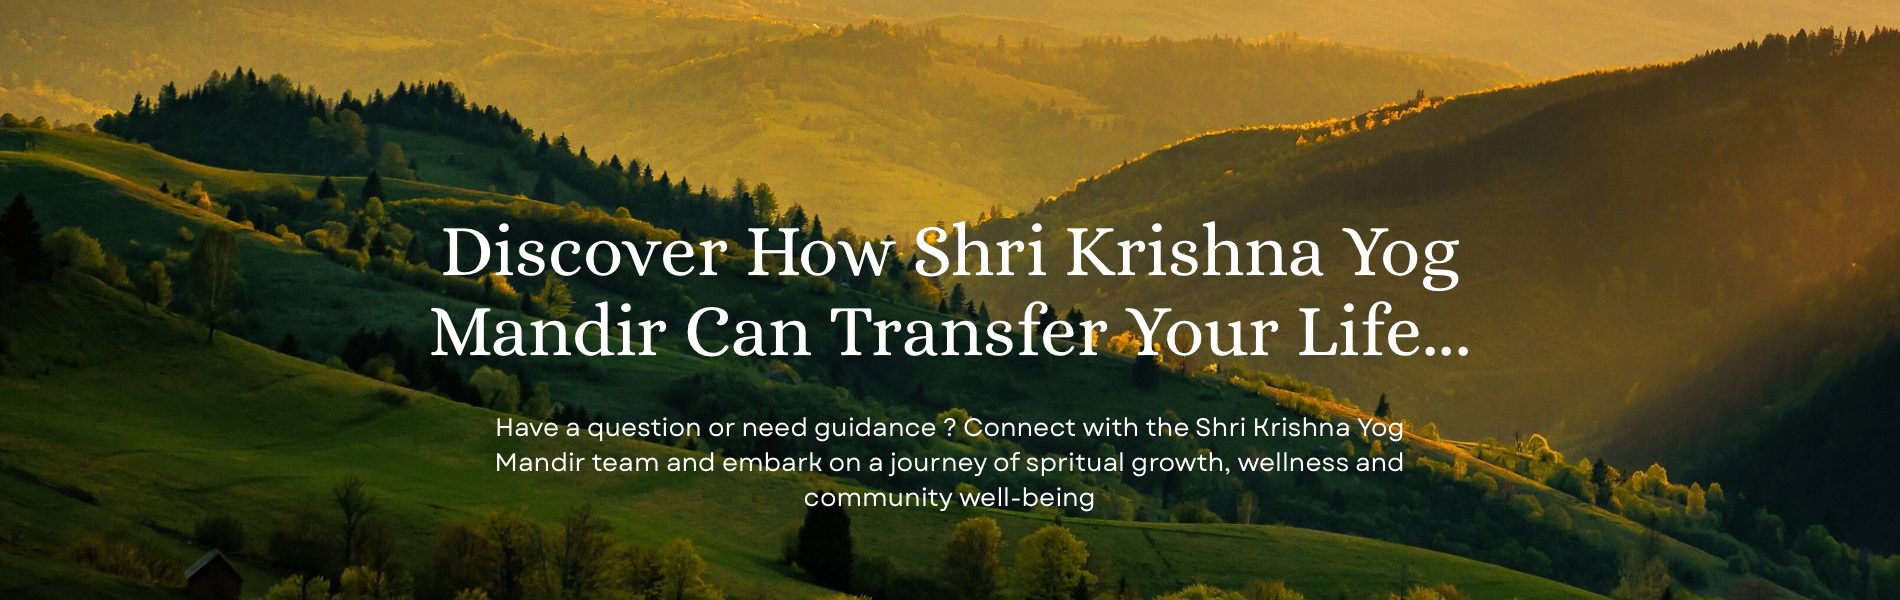 Discover How Shri Krishna Yog
Mandir Can Transfer Your Life...
Have a question or need guidance ? Connect with the Shri Krishna Yog
Mandir team and embark on a journey of spritual growth, wellness and
community well-being